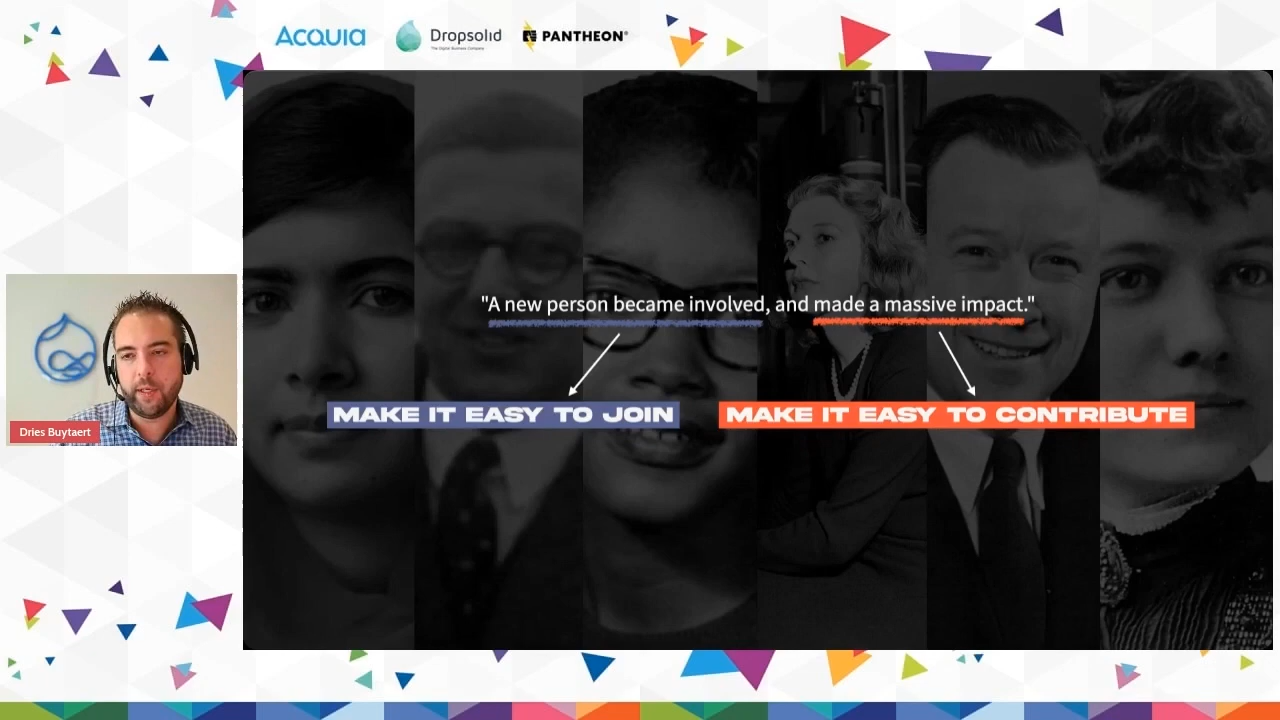 Acquia
Dropsolid
The Digital Business Company
PANTHEON®
"A new person became involved, and made a massive impact."
MAKE IT EASY TO JOIN
MAKE IT EASY TO CONTRIBUTE
Dries Buytaert